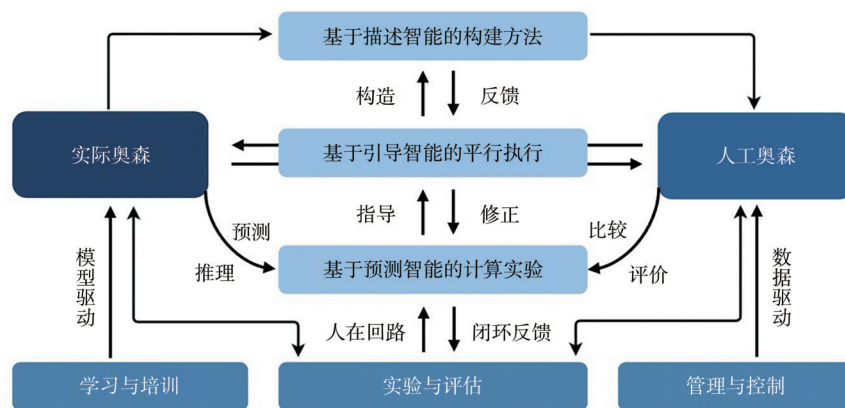 基于描述智能的构建方法
构造
反馈
实际奥森
基于引导智能的平行执行
人工奥森
指导
修正
预测
推理
比较
评价
基于预测智能的计算实验
模型驱动
数据驱动
人在回路
闭环反馈
学习与培训
实验与评估
管理与控制